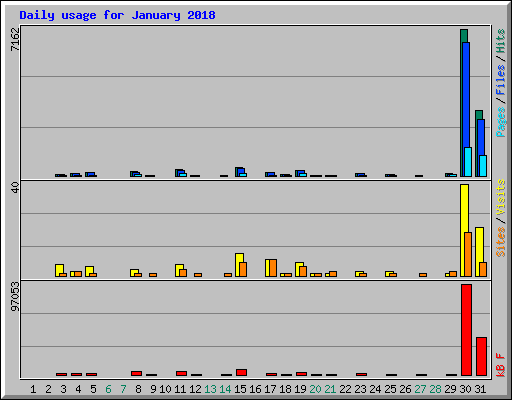 Daily usage for January 2018
7162
Pages / Files / Hits
40
Sites / Visits
97053
kB F
1 2 3 4 5 6 7 8 9 10 11 12 13 14 15 16 17 18 19 20 21 22 23 24 25 26 27 28 29 30 31